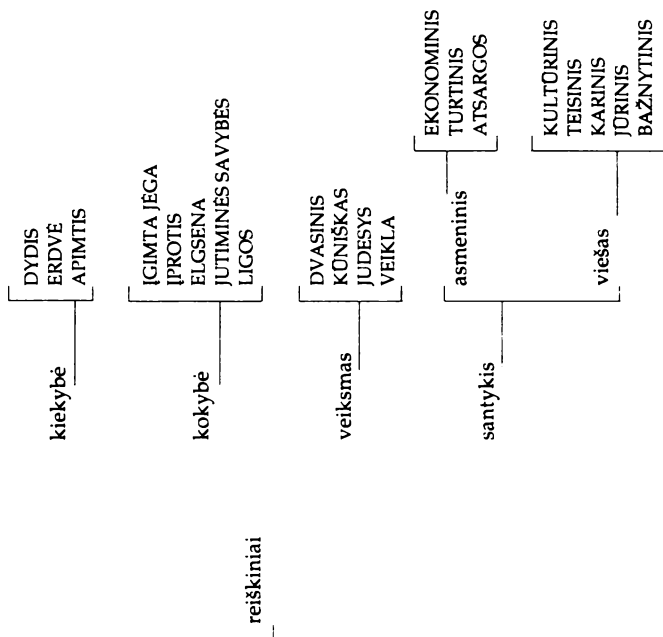 reiškiniai
kiekybė
DYDIS
ERDVĖ
APIMTIS
kokybė
ĮGIMTA JĖGA
ĮPROTIS
ELGSENA
JUTIMINĖS SAVYBĖS
LIGOS
veiksmas
DVASINIS
KŪNIŠKAS
JUDESYS
VEIKLA
santykis
asmeninis
EKONOMINIS
TURTINIS
ATSARGOS
viešas
KULTŪRINIS
TEISINIS
KARINIS
JŪRINIS
BAŽNYTINIS